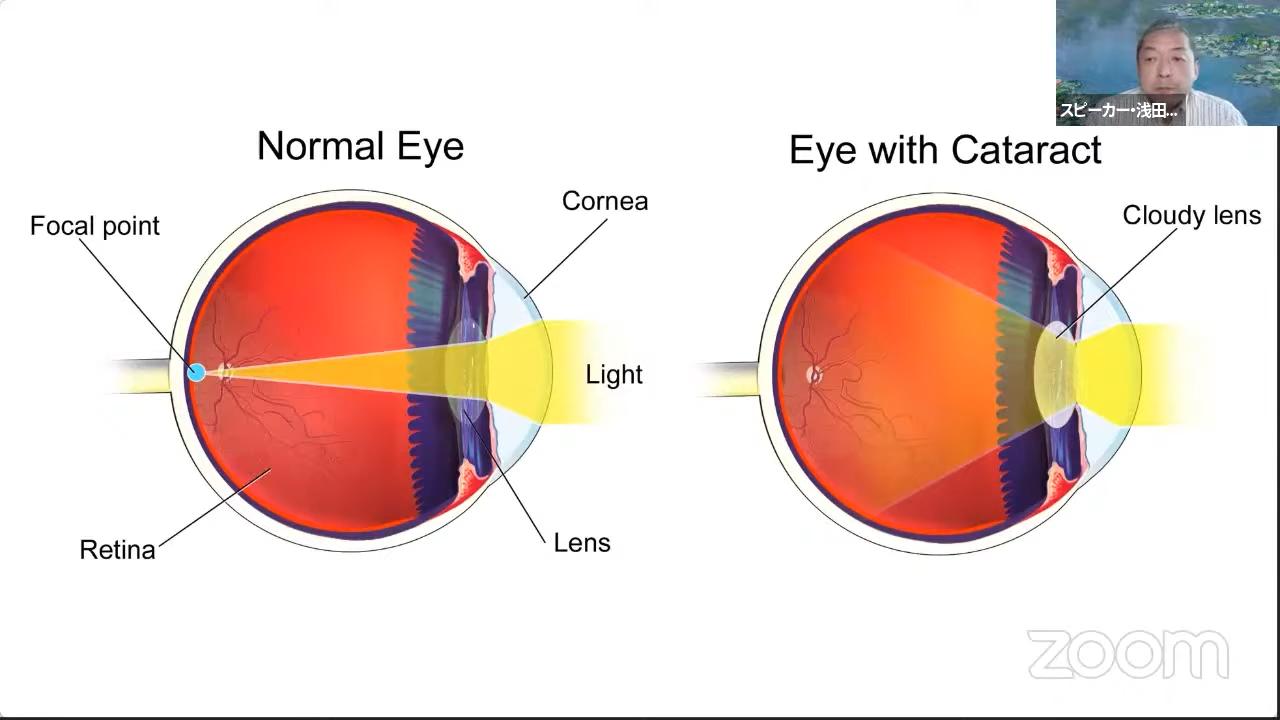 スピーカー・浅田...
Normal Eye
Eye with Cataract
Focal point
Cornea
Cloudy lens
Light
Retina
Lens
zoom